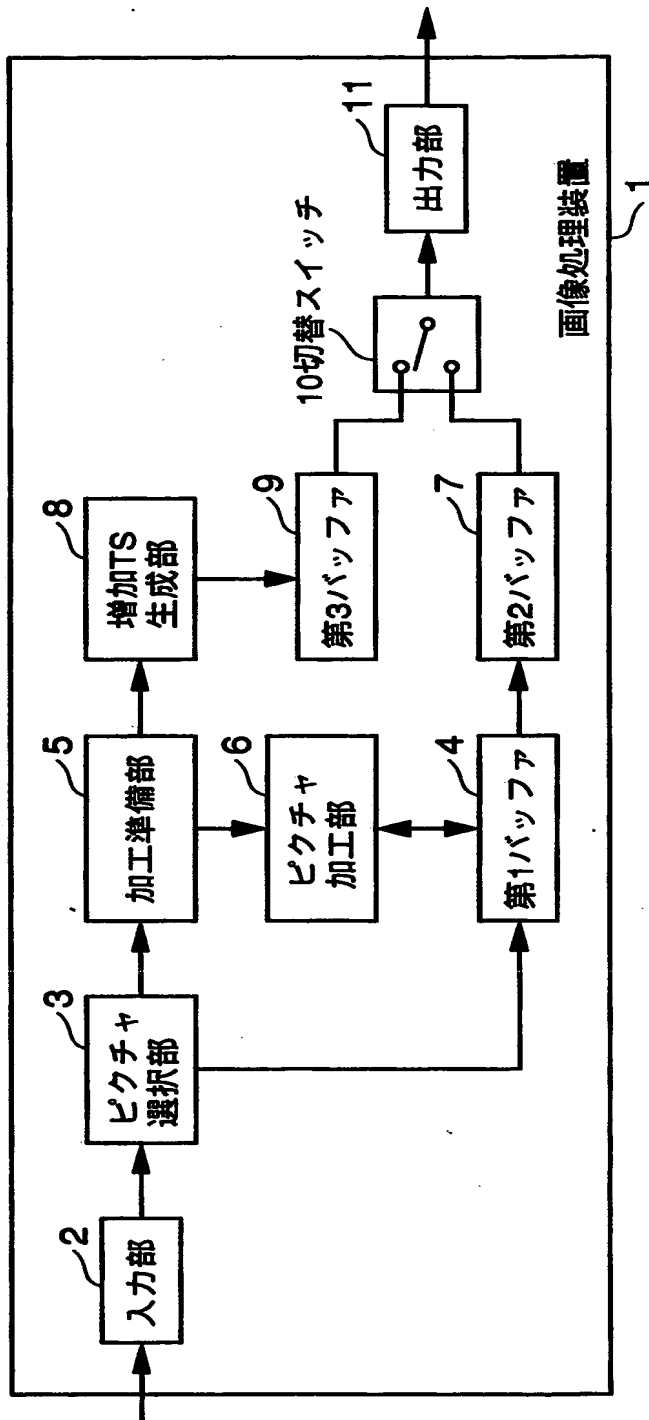 2
入力部
3
ピクチャ
選択部
5
加工準備部
8
増加TS
生成部
6
ピクチャ
加工部
9
第3バッファ
4
第1バッファ
7
第2バッファ
10切替スイッチ
11
出力部
画像処理装置
1